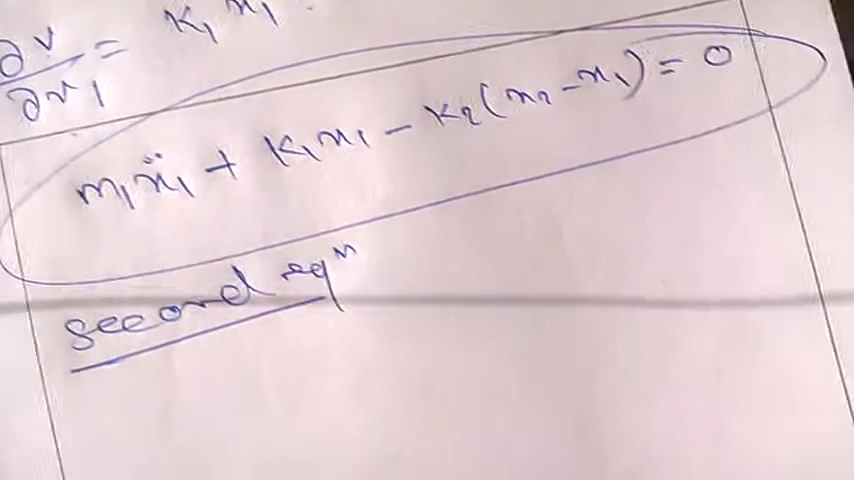 ∂V/∂x₁ = K₁x₁
m₁ẍ₁ + K₁x₁ − K₂(x₂−x₁) = 0
second eqⁿ